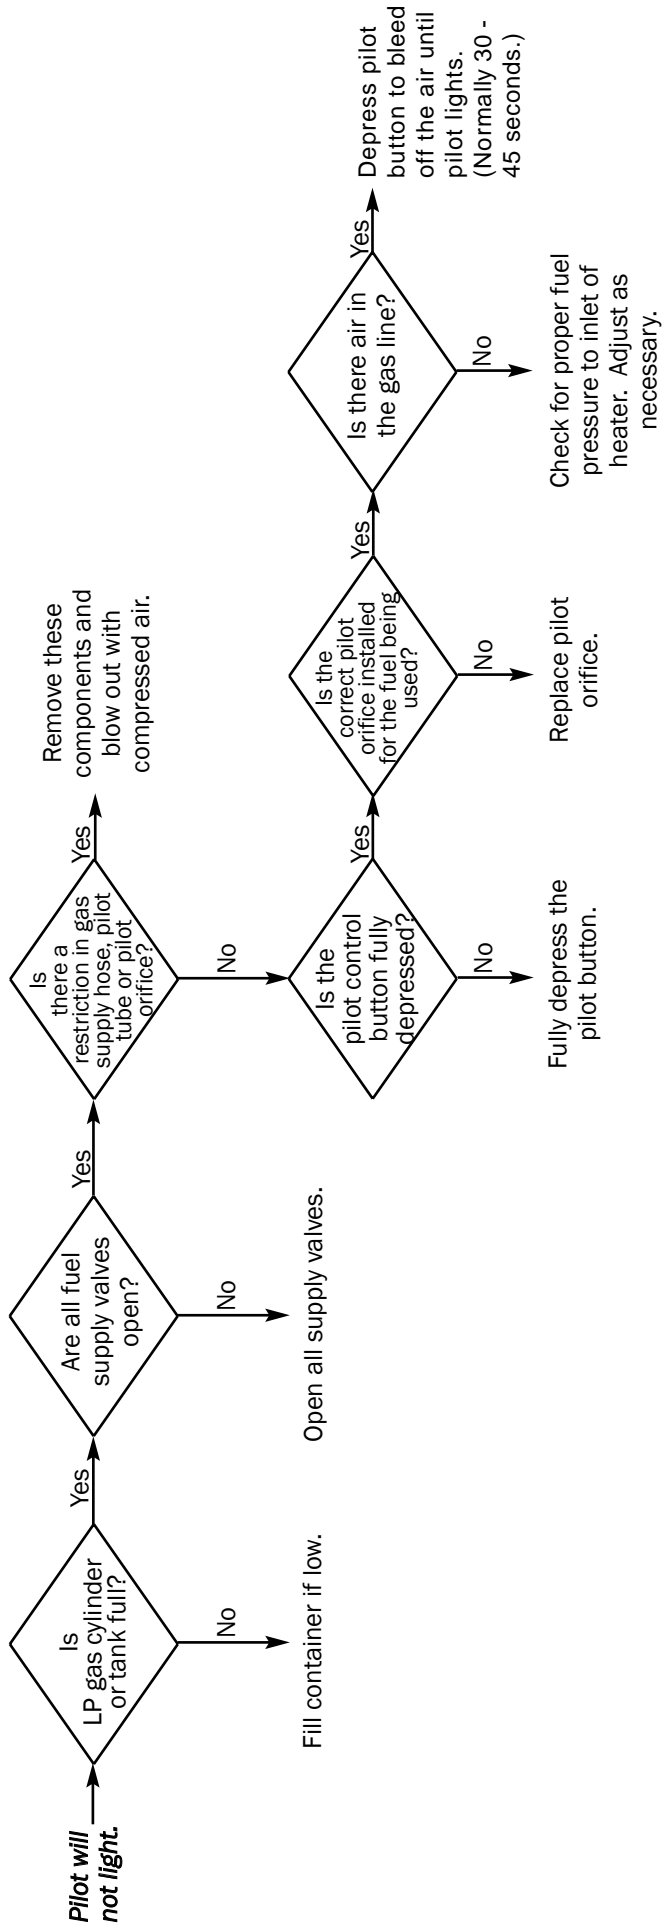 Pilot will
not light.
Is
LP gas cylinder
or tank full?
Yes
No
Fill container if low.
Are all fuel
supply valves
open?
Yes
No
Open all supply valves.
Is
there a
restriction in gas
supply hose, pilot
tube or pilot
orifice?
Yes
Remove these
components and
blow out with
compressed air.
No
Is the
pilot control
button fully
depressed?
Yes
No
Fully depress the
pilot button.
Is the
correct pilot
orifice installed
for the fuel being
used?
Yes
No
Replace pilot
orifice.
Is there air in
the gas line?
Yes
Depress pilot
button to bleed
off the air until
pilot lights.
(Normally 30 -
45 seconds.)
No
Check for proper fuel
pressure to inlet of
heater. Adjust as
necessary.